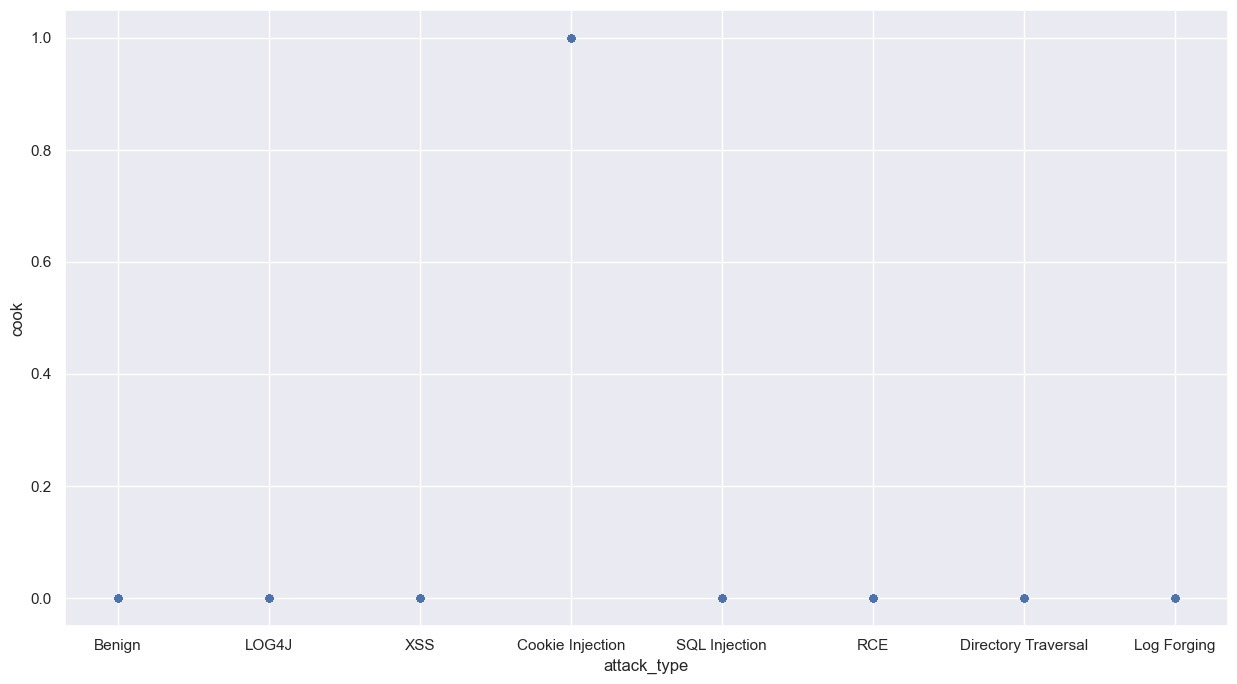 1.0
0.8
0.6
0.4
0.2
0.0
cook
Benign LOG4J XSS Cookie Injection SQL Injection RCE Directory Traversal Log Forging
attack_type